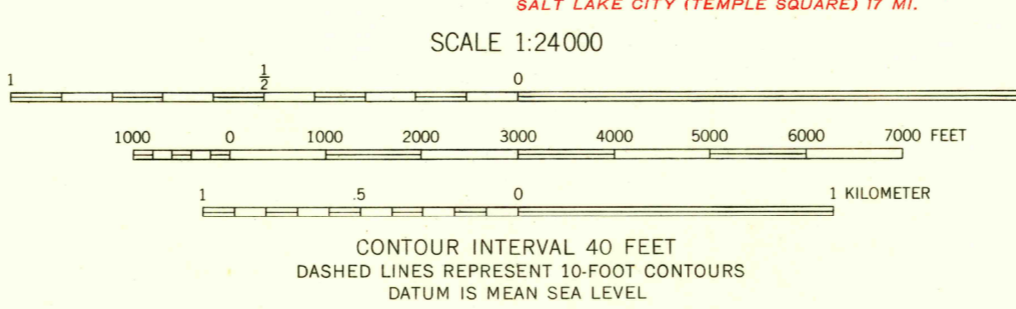 SALT LAKE CITY (TEMPLE SQUARE) 17 MI.
SCALE 1:24000
1 1/2 0
1000 0 1000 2000 3000 4000 5000 6000 7000 FEET
1 .5 0 1 KILOMETER
CONTOUR INTERVAL 40 FEET
DASHED LINES REPRESENT 10-FOOT CONTOURS
DATUM IS MEAN SEA LEVEL